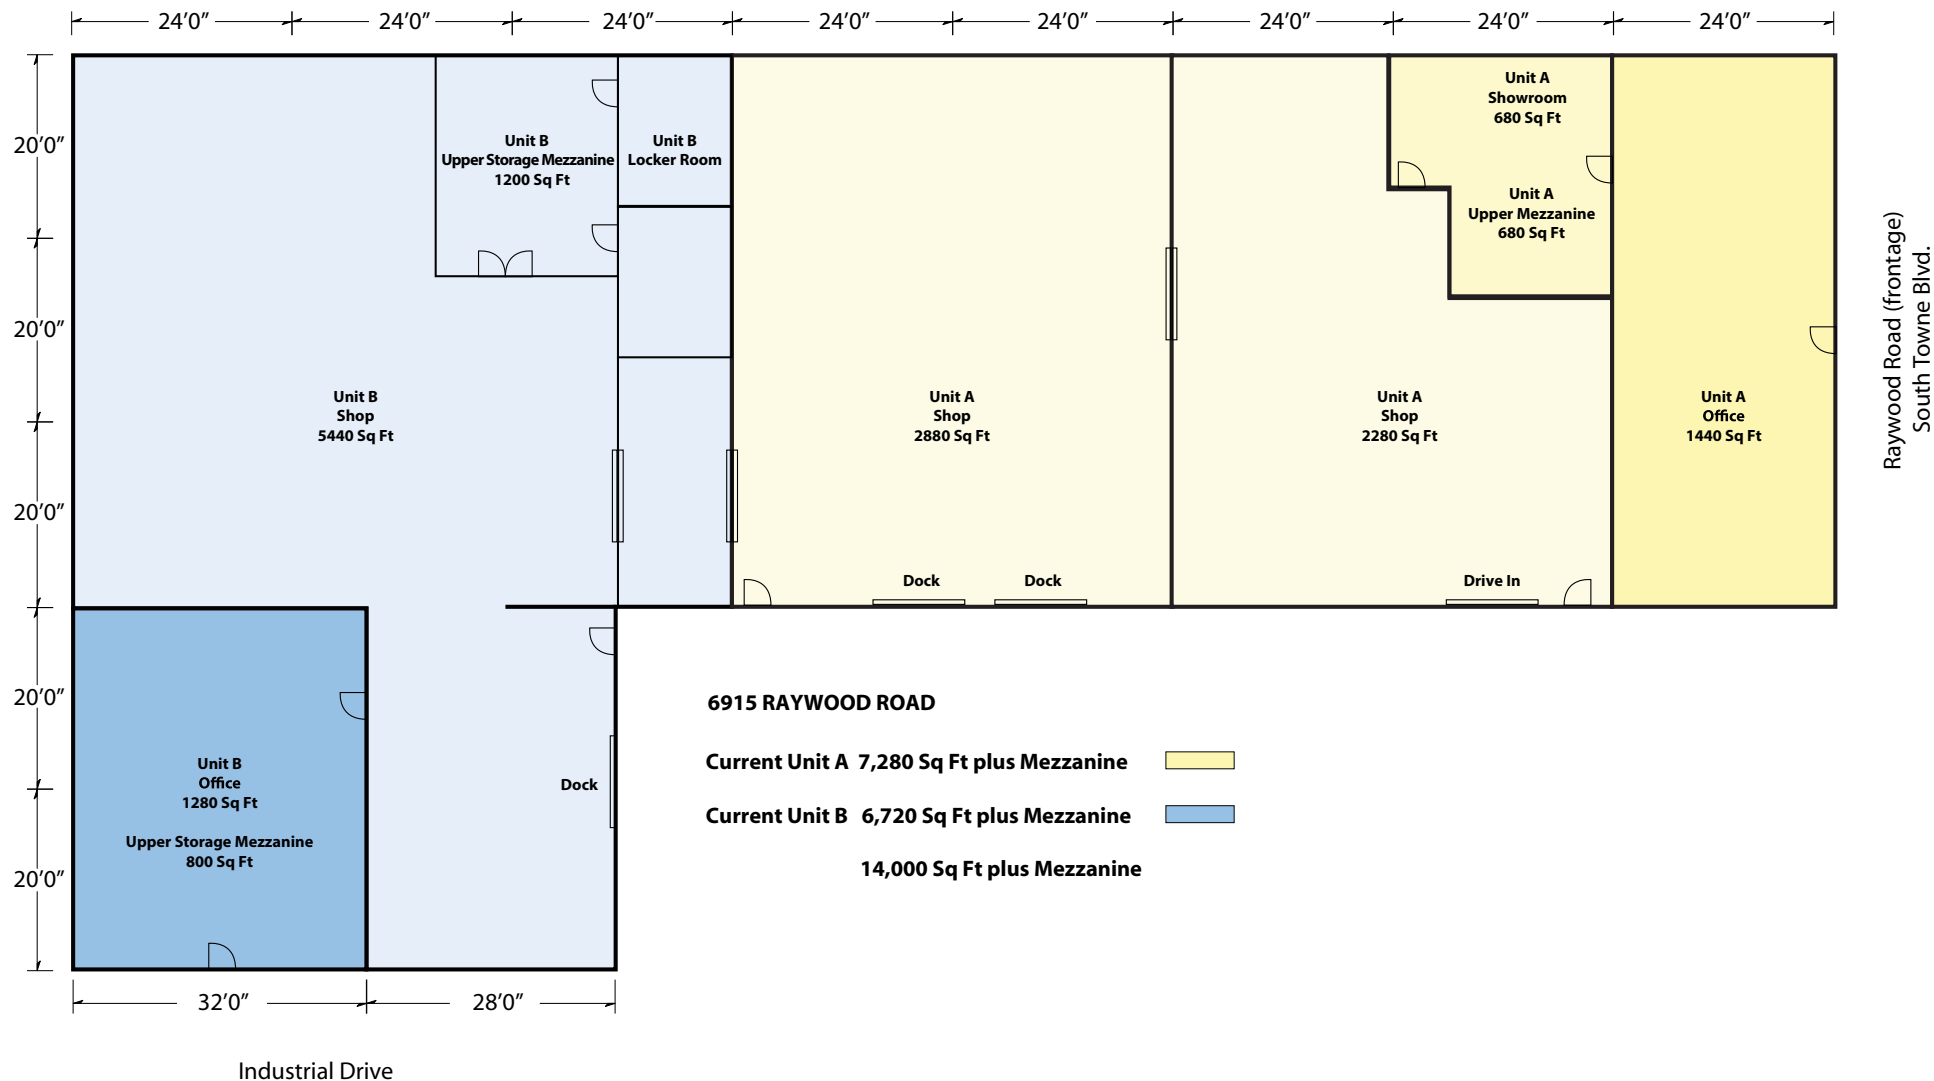 24’0” 24’0” 24’0” 24’0” 24’0” 24’0” 24’0” 24’0”
20’0”
20’0”
20’0”
20’0”
20’0”
Unit B
Upper Storage Mezzanine
1200 Sq Ft
Unit B
Locker Room
Unit A
Showroom
680 Sq Ft
Unit A
Upper Mezzanine
680 Sq Ft
Unit B
Shop
5440 Sq Ft
Unit A
Shop
2880 Sq Ft
Unit A
Shop
2280 Sq Ft
Unit A
Office
1440 Sq Ft
Raywood Road (frontage)
South Towne Blvd.
Dock
Dock
Drive In
Unit B
Office
1280 Sq Ft
Upper Storage Mezzanine
800 Sq Ft
Dock
6915 RAYWOOD ROAD
Current Unit A 7,280 Sq Ft plus Mezzanine
Current Unit B 6,720 Sq Ft plus Mezzanine
14,000 Sq Ft plus Mezzanine
32’0” 28’0”
Industrial Drive